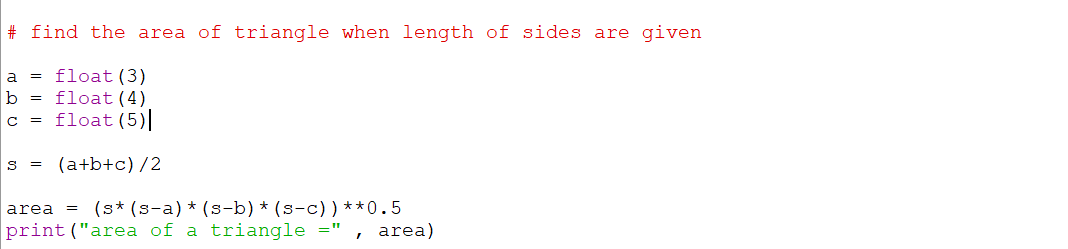 # find the area of triangle when length of sides are given
a = float(3)
b = float(4)
c = float(5)
s = (a+b+c)/2
area = (s*(s-a)*(s-b)*(s-c))**0.5
print("area of a triangle =" , area)